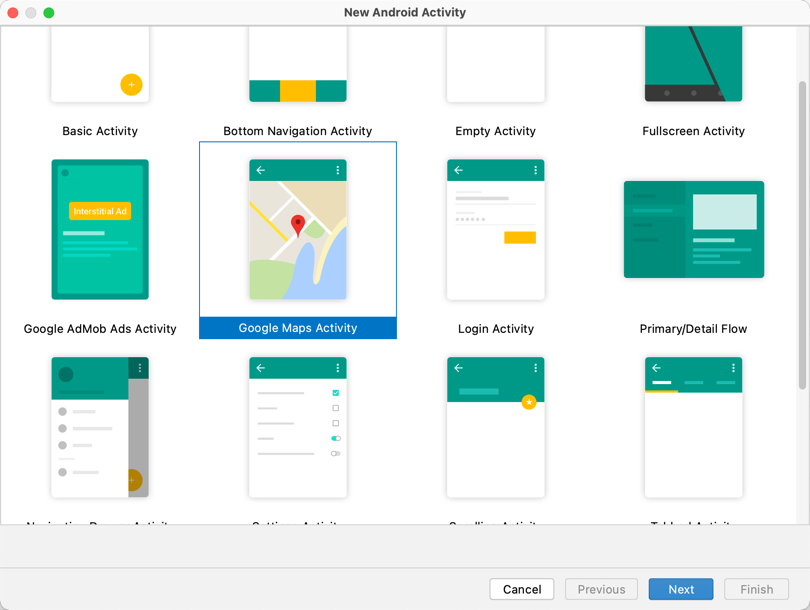 New Android Activity
Basic Activity
Bottom Navigation Activity
Empty Activity
Fullscreen Activity
Interstitial Ad
Google AdMob Ads Activity
Google Maps Activity
Login Activity
Primary/Detail Flow
Cancel
Previous
Next
Finish